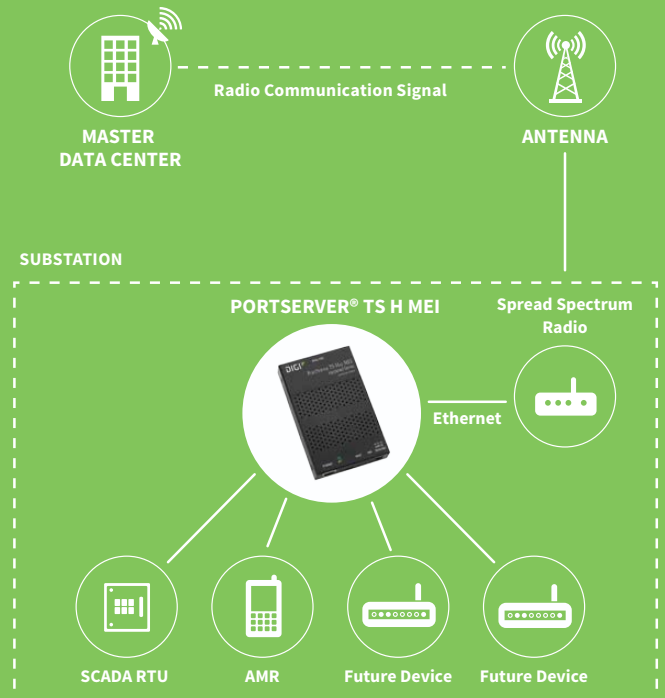 Radio Communication Signal
MASTER
DATA CENTER
ANTENNA
SUBSTATION
PORTSERVER® TS H MEI
Spread Spectrum
Radio
DIGI
Ethernet
SCADA RTU
AMR
Future Device
Future Device